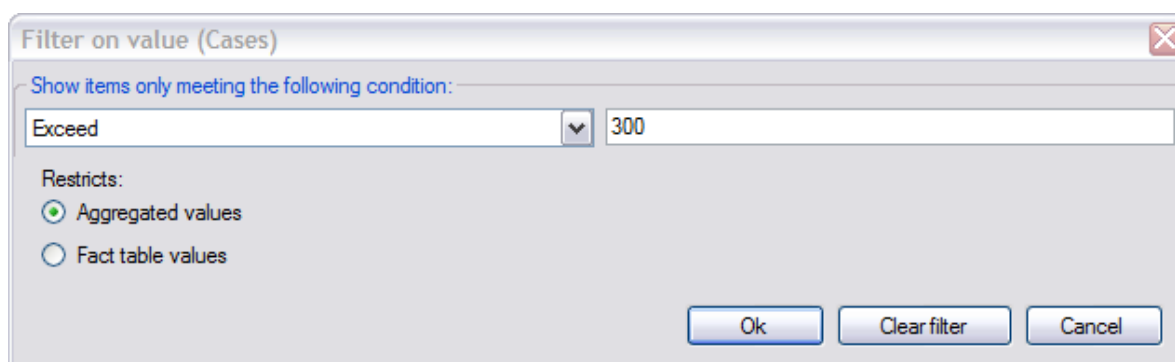 Filter on value (Cases)
Show items only meeting the following condition:
Exceed 300
Restricts:
Aggregated values
Fact table values
Ok Clear filter Cancel